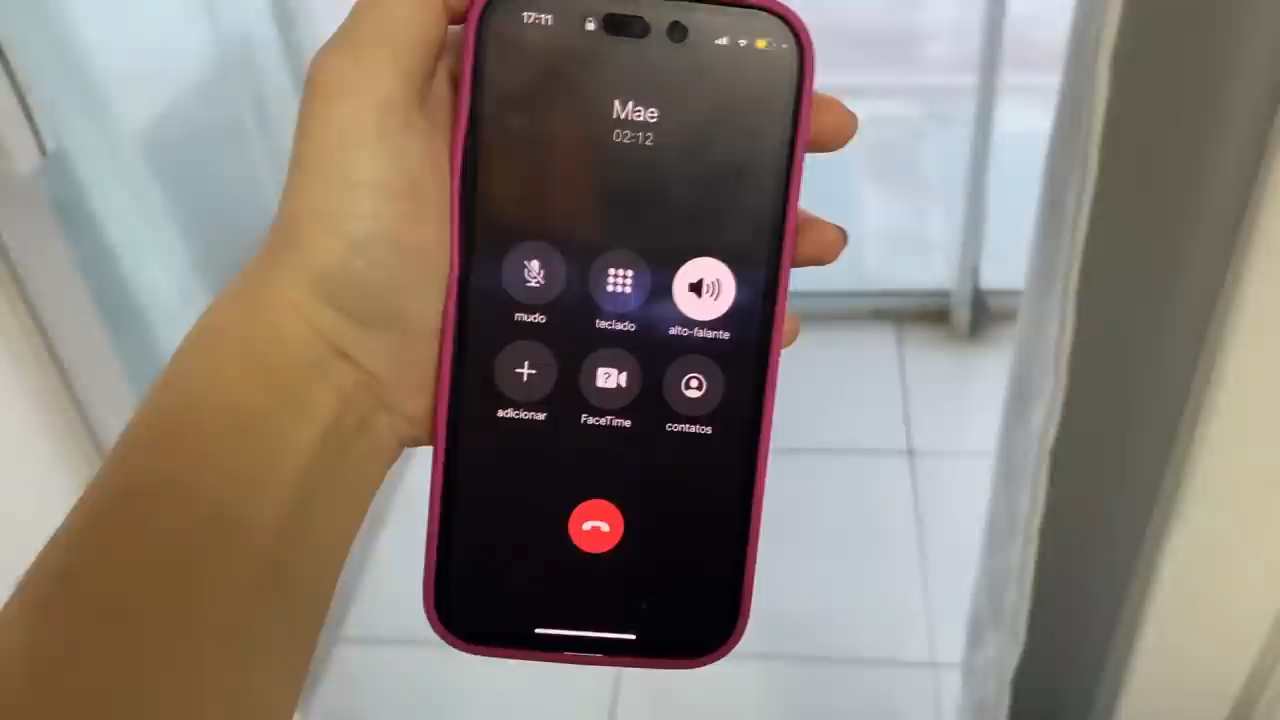 17:11
Mae
02:12
mudo
teclado
alto-falante
?
adicionar
FaceTime
contatos